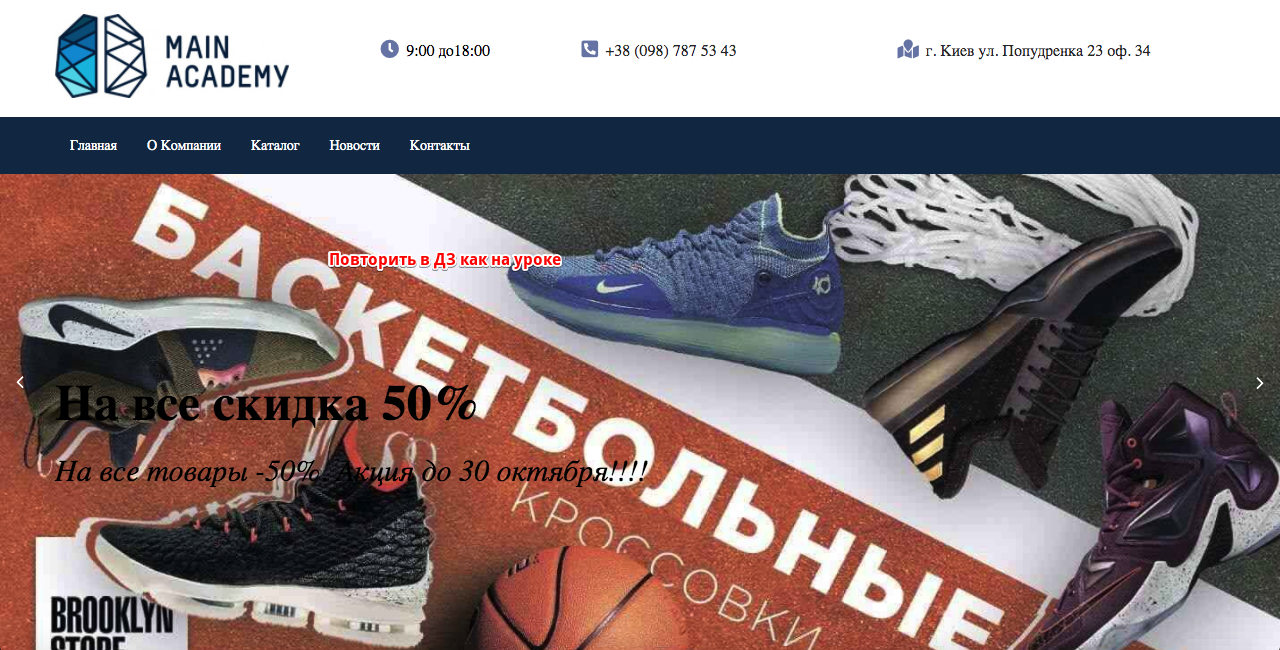 MAIN
ACADEMY
9:00 до18:00
+38 (098) 787 53 43
г. Киев ул. Попудренка 23 оф. 34
Главная
О Компании
Каталог
Новости
Контакты
Повторить в ДЗ как на уроке
БАСКЕТБОЛЬНЫЕ
КРОССОВКИ
На все скидка 50%
На все товары -50%. Акция до 30 октября!!!!
BROOKLYN
STORE